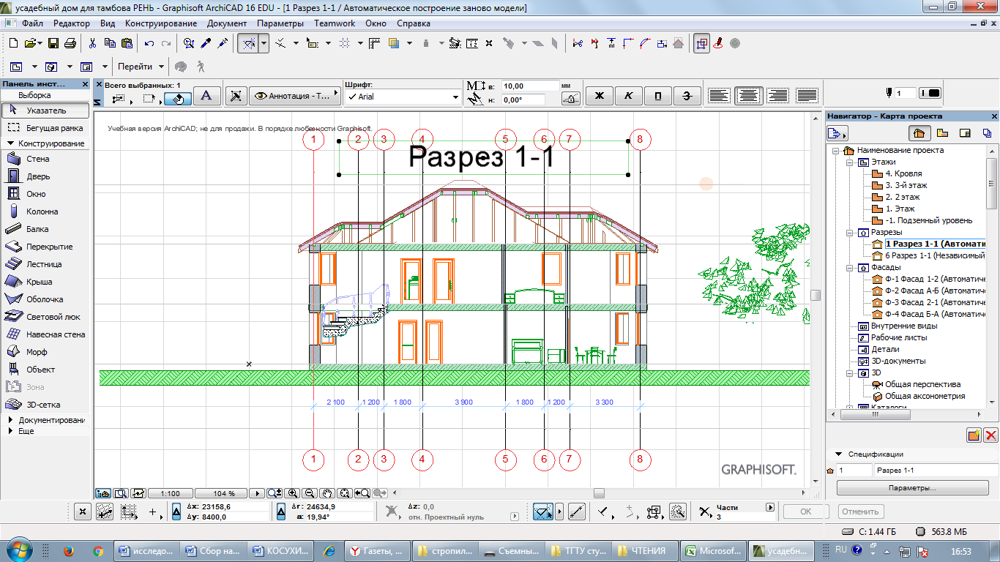 усадебный дом для тамбова РЕНЬ - Graphisoft ArchiCAD 16 EDU - [1 Разрез 1-1 / Автоматическое построение заново модели]
Файл Редактор Вид Конструирование Документ Параметры Teamwork Окно Справка
Перейти
Панель инст...
Выборка
Указатель
Бегущая рамка
Конструирование
Стена
Дверь
Окно
Колонна
Балка
Перекрытие
Лестница
Крыша
Оболочка
Световой люк
Навесная стена
Морф
Объект
Зона
3D-сетка
Документировани
Еще
Всего выбранных: 1
A
Аннотация - Т...
Шрифт:
Arial
М
в: 10,00 мм
н: 0,00°
Ж К П З
1
Учебная версия ArchiCAD; не для продажи. В порядке любезности Graphisoft.
1 2 3 4 5 6 7 8
Разрез 1-1
2 100 1 200 1 800 3 900 1 800 1 200 3 300
1 2 3 4 5 6 7 8
GRAPHISOFT.
Навигатор - Карта проекта
Наименование проекта
Этажи
4. Кровля
3. 3-й этаж
2. 2 этаж
1. Этаж
-1. Подземный уровень
Разрезы
1 Разрез 1-1 (Автомати
6 Разрез 1-1 (Независимый
Фасады
Ф-1 Фасад 1-2 (Автоматиче
Ф-2 Фасад А-Б (Автоматиче
Ф-3 Фасад 2-1 (Автоматиче
Ф-4 Фасад Б-А (Автоматиче
Внутренние виды
Рабочие листы
Детали
3D-документы
3D
Общая перспектива
Общая аксонометрия
Каталоги
Спецификации
1 Разрез 1-1
Параметры...
1:100 104 %
Δx: 23158,6
Δy: 8400,0
Δr: 24634,9
a: 19,94°
Δz: 0,0
отн. Проектный нуль
Части
3
OK Отменить
C: 1.44 ГБ 563.8 МБ
исследо... Сбор на... КОСУХИ... Газеты, ... стропил... Съемны... ТГТУ сту... ЧТЕНИЯ Microsof... усадебн... RU 16:53